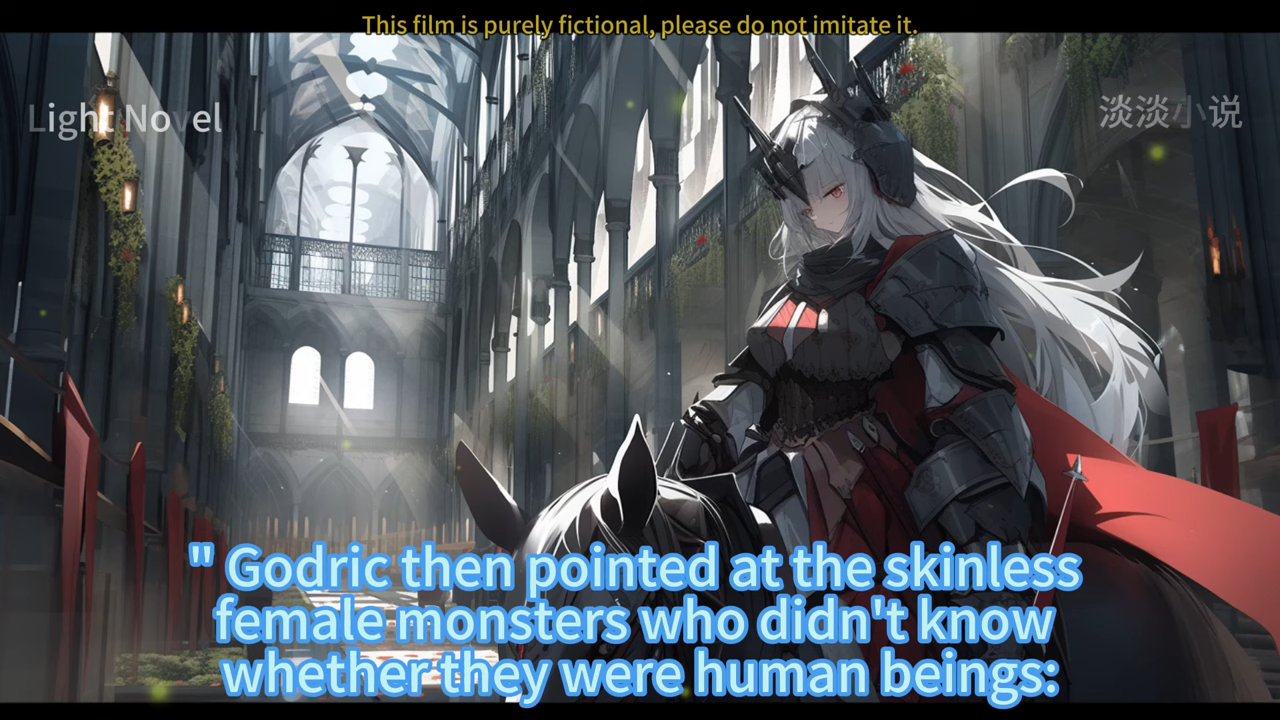 This film is purely fictional, please do not imitate it.
Light Novel
淡淡小说
" Godric then pointed at the skinless
female monsters who didn't know
whether they were human beings: